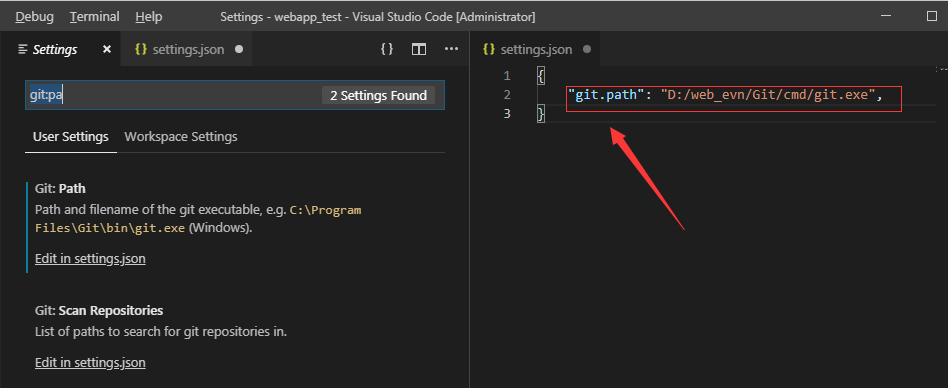 Debug Terminal Help Settings - webapp_test - Visual Studio Code [Administrator]
Settings {} settings.json {}
git:pa 2 Settings Found
User Settings Workspace Settings
Git: Path
Path and filename of the git executable, e.g. C:\Program
Files\Git\bin\git.exe (Windows).
Edit in settings.json
Git: Scan Repositories
List of paths to search for git repositories in.
Edit in settings.json
{} settings.json
1 {
2 "git.path": "D:/web_evn/Git/cmd/git.exe",
3 }